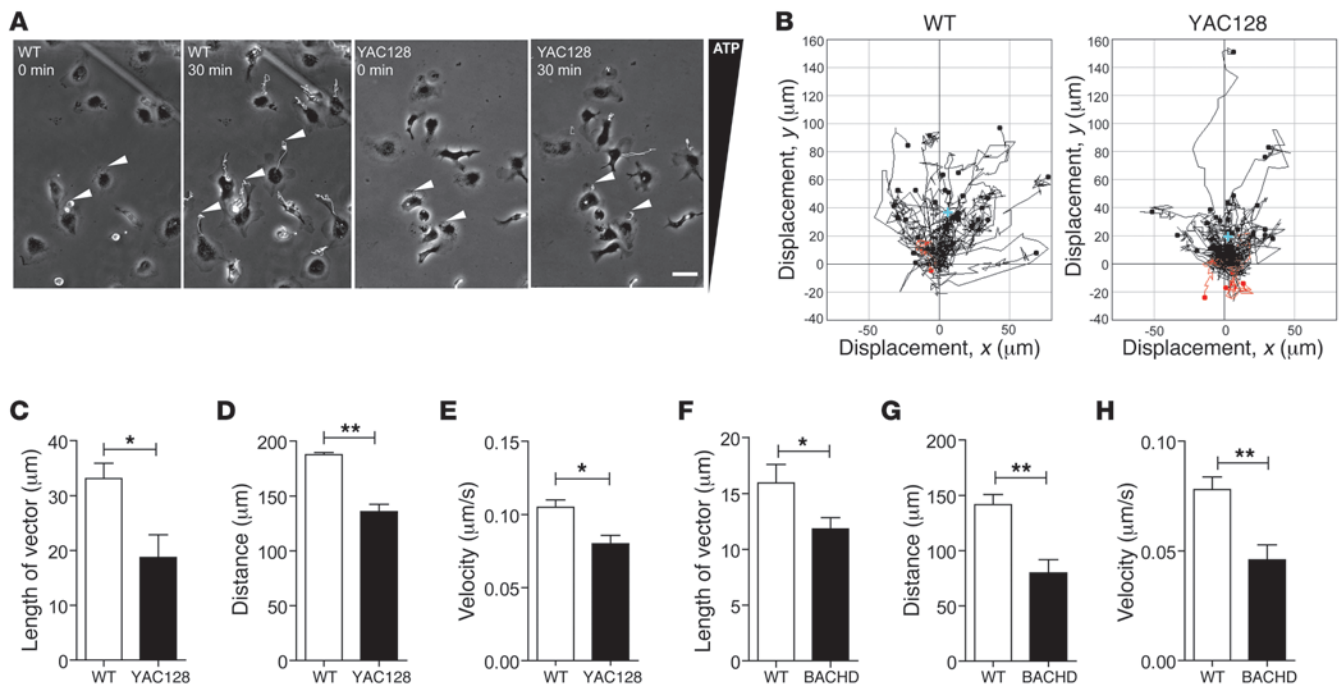 A
WT
0 min
WT
30 min
YAC128
0 min
YAC128
30 min
ATP
B
WT
YAC128
Displacement, y (μm)
160
140
120
100
80
60
40
20
0
-20
-40
-50
0
50
Displacement, x (μm)
Displacement, y (μm)
160
140
120
100
80
60
40
20
0
-20
-40
-50
0
50
Displacement, x (μm)
C
Length of vector (μm)
40
30
20
10
0
*
WT YAC128
D
Distance (μm)
200
150
100
50
0
**
WT YAC128
E
Velocity (μm/s)
0.15
0.10
0.05
0.00
*
WT YAC128
F
Length of vector (μm)
20
15
10
5
0
*
WT BACHD
G
Distance (μm)
200
150
100
50
0
**
WT BACHD
H
Velocity (μm/s)
0.10
0.05
0.00
**
WT BACHD